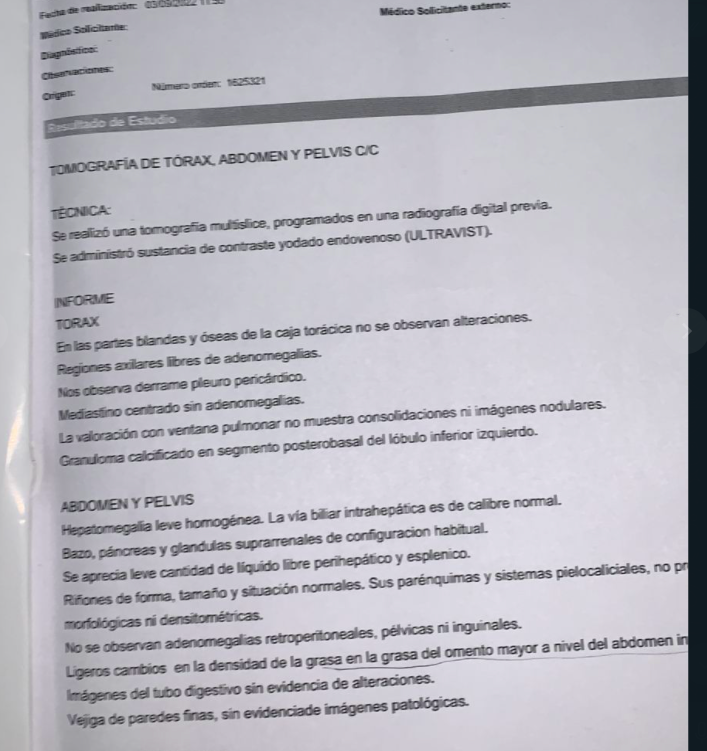 Fecha de realización: 03/09/2022 11:
Médico Solicitante externo:
Médico Solicitante:
Diagnóstico:
Observaciones:
Origen:
Número orden: 1625321
Resultado de Estudio
TOMOGRAFÍA DE TÓRAX, ABDOMEN Y PELVIS C/C
TÉCNICA:
Se realizó una tomografía multislice, programados en una radiografía digital previa.
Se administró sustancia de contraste yodado endovenoso (ULTRAVIST).
INFORME
TORAX
En las partes blandas y óseas de la caja torácica no se observan alteraciones.
Regiones axilares libres de adenomegalias.
Nos observa derrame pleuro pericárdico.
Mediastino centrado sin adenomegalias.
La valoración con ventana pulmonar no muestra consolidaciones ni imágenes nodulares.
Granuloma calcificado en segmento posterobasal del lóbulo inferior izquierdo.
ABDOMEN Y PELVIS
Hepatomegalia leve homogénea. La vía biliar intrahepática es de calibre normal.
Bazo, páncreas y glandulas suprarrenales de configuracion habitual.
Se aprecia leve cantidad de líquido libre perihepático y esplenico.
Riñones de forma, tamaño y situación normales. Sus parénquimas y sistemas pielocaliciales, no pr
morfológicas ni densitométricas.
No se observan adenomegalias retroperitoneales, pélvicas ni inguinales.
Ligeros cambios en la densidad de la grasa en la grasa del omento mayor a nivel del abdomen in
Imágenes del tubo digestivo sin evidencia de alteraciones.
Vejiga de paredes finas, sin evidenciade imágenes patológicas.